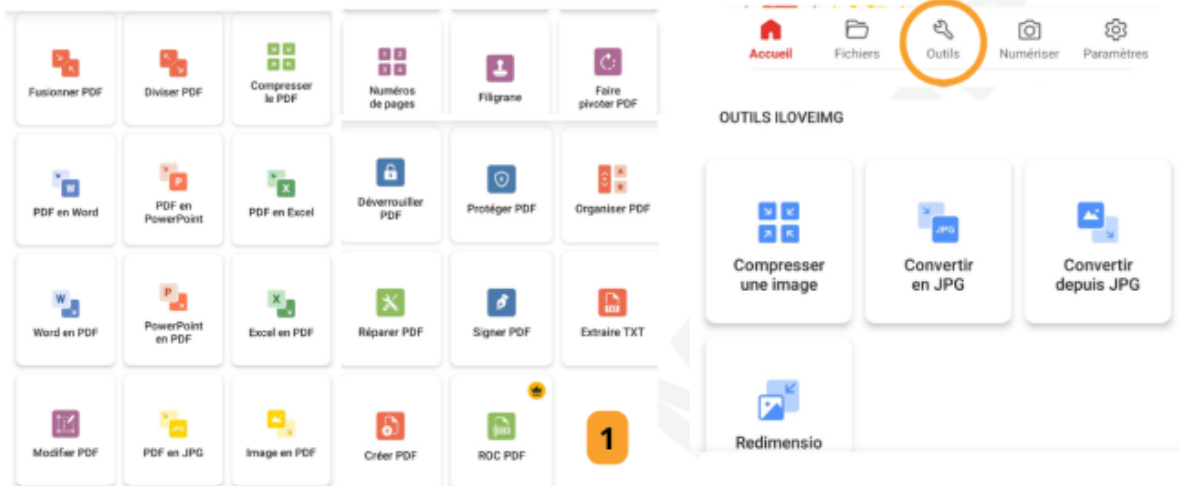 Fusionner PDF
Diviser PDF
Compresser
le PDF
PDF en Word
PDF en
PowerPoint
PDF en Excel
Word en PDF
PowerPoint
en PDF
Excel en PDF
Modifier PDF
PDF en JPG
Image en PDF
Numéros
de pages
Filigrane
Faire
pivoter PDF
Déverrouiller
PDF
Protéger PDF
Organiser PDF
Réparer PDF
Signer PDF
Extraire TXT
Créer PDF
ROC PDF
1
Accueil
Fichiers
Outils
Numériser
Paramètres
OUTILS ILOVEIMG
Compresser
une image
JPG
Convertir
en JPG
Convertir
depuis JPG
Redimensio